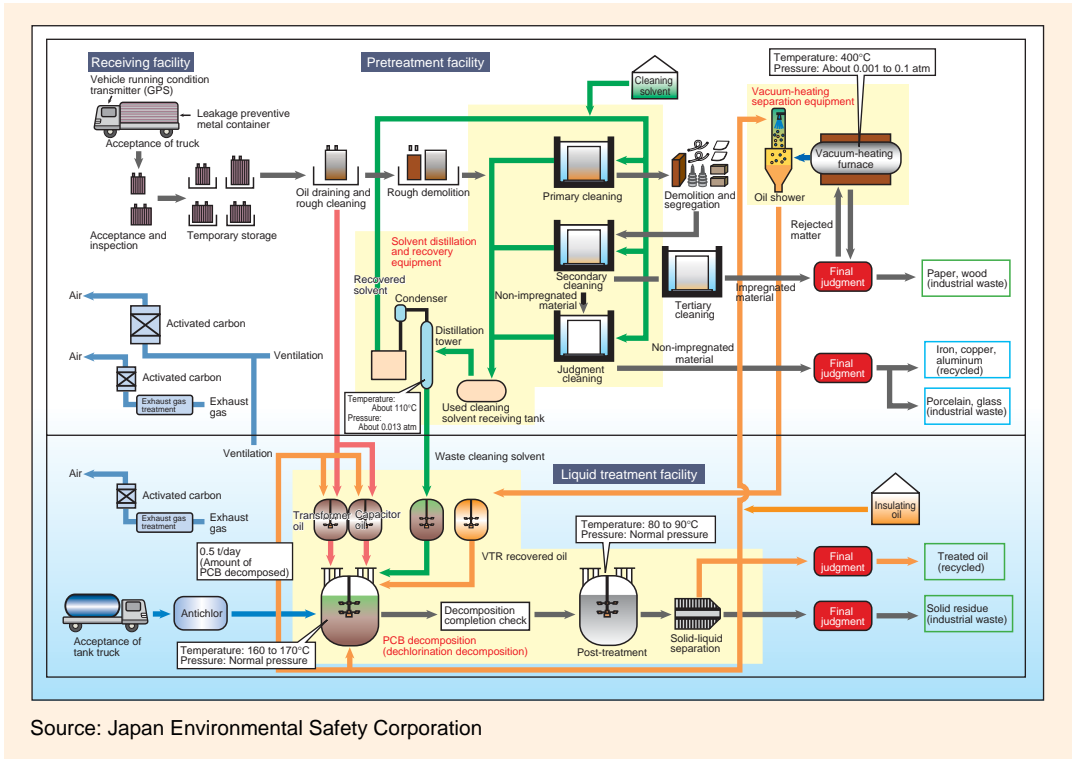 Receiving facility
Vehicle running condition
transmitter (GPS)
Leakage preventive
metal container
Acceptance of truck
Acceptance and
inspection
Temporary storage
Pretreatment facility
Oil draining and
rough cleaning
Rough demolition
Cleaning
solvent
Primary cleaning
Demolition and
segregation
Secondary
cleaning
Non-impregnated
material
Tertiary
cleaning
Impregnated
material
Judgment
cleaning
Non-impregnated
material
Temperature: 400°C
Pressure: About 0.001 to 0.1 atm
Vacuum-heating
separation equipment
Vacuum-heating
furnace
Oil shower
Rejected
matter
Final
judgment
Paper, wood
(industrial waste)
Final
judgment
Iron, copper,
aluminum
(recycled)
Porcelain, glass
(industrial waste)
Solvent distillation
and recovery
equipment
Recovered
solvent
Condenser
Distillation
tower
Temperature:
About 110°C
Pressure:
About 0.013 atm
Used cleaning
solvent receiving tank
Air
Activated carbon
Ventilation
Air
Activated carbon
Exhaust gas
treatment
Exhaust
gas
Ventilation
Waste cleaning solvent
Liquid treatment facility
Air
Activated carbon
Exhaust gas
treatment
Exhaust
gas
Transformer
oil
Capacitor
oil
VTR recovered oil
0.5 t/day
(Amount of
PCB decomposed)
Temperature: 80 to 90°C
Pressure: Normal pressure
Insulating
oil
Final
judgment
Treated oil
(recycled)
Acceptance of
tank truck
Antichlor
Temperature: 160 to 170°C
Pressure: Normal pressure
PCB decomposition
(dechlorination decomposition)
Decomposition
completion check
Post-treatment
Solid-liquid
separation
Final
judgment
Solid residue
(industrial waste)
Source: Japan Environmental Safety Corporation